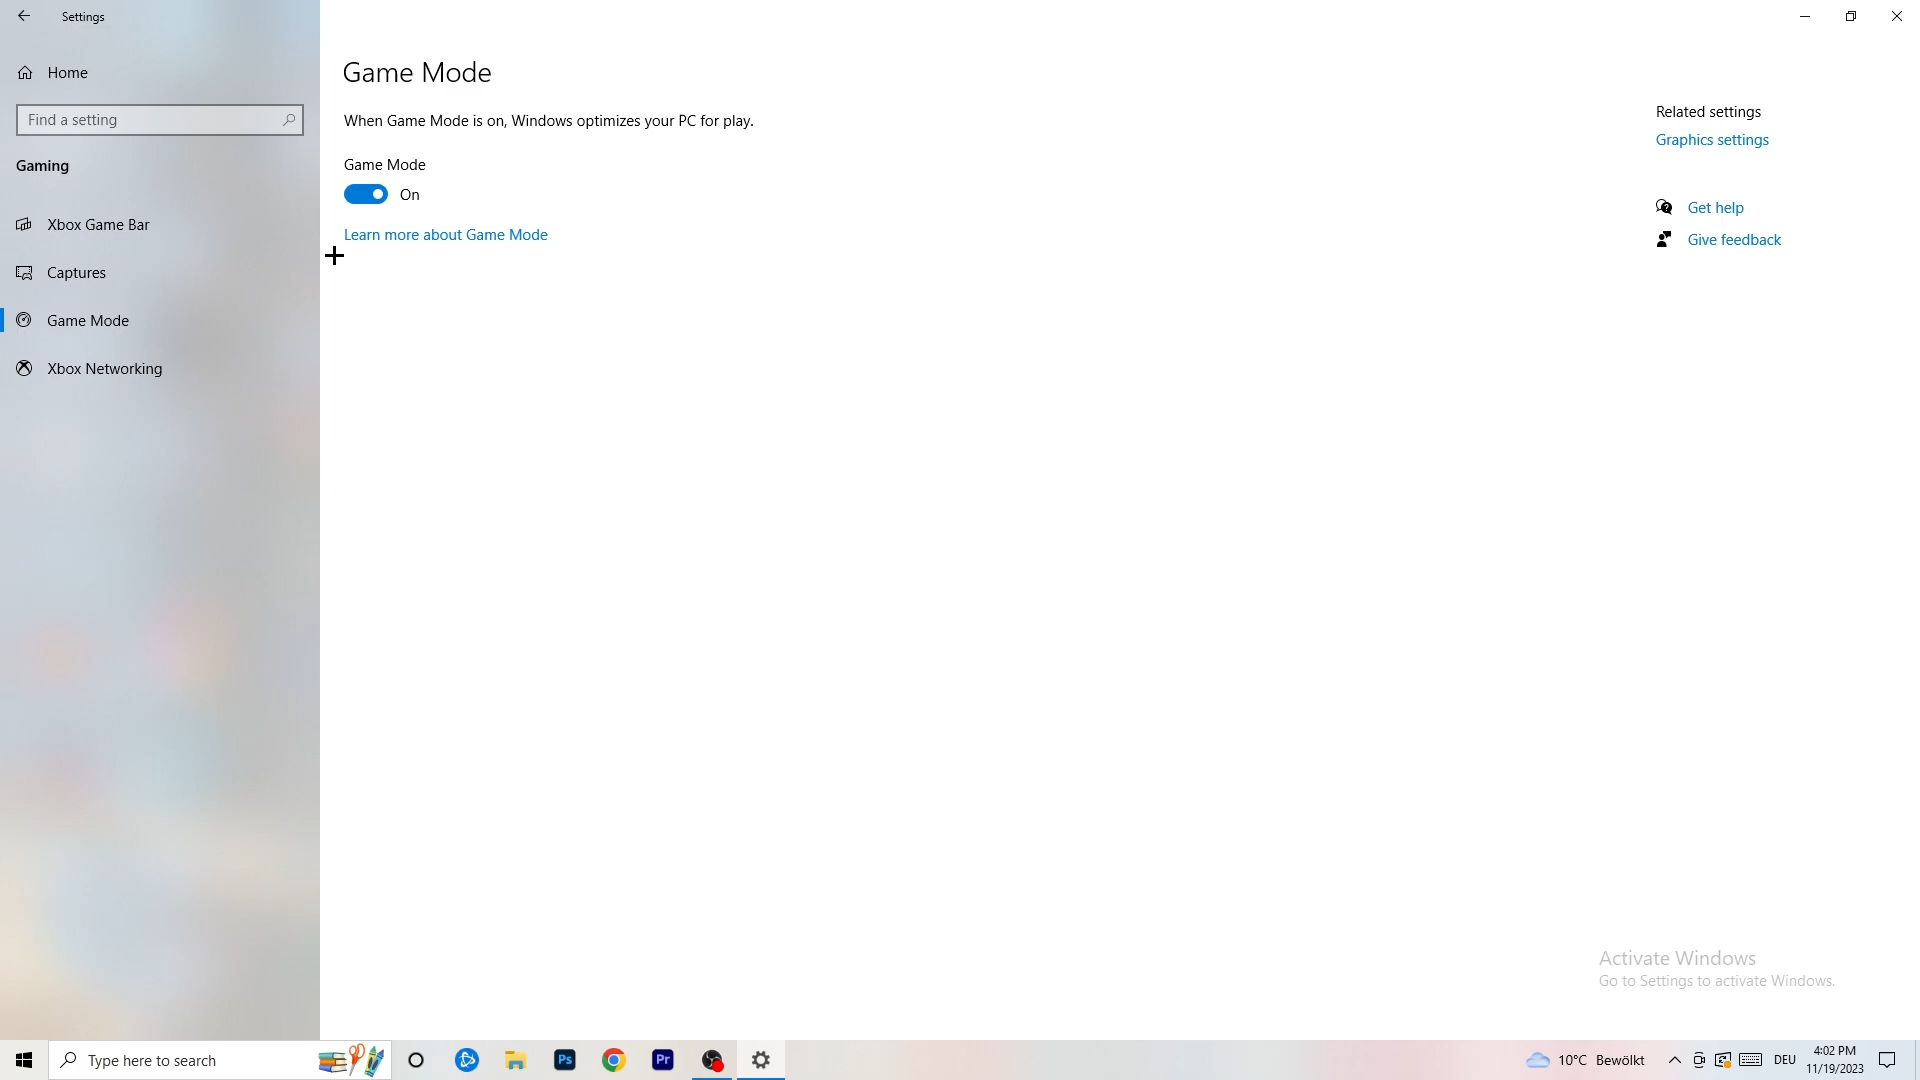 Settings
Home
Find a setting
Gaming
Xbox Game Bar
Captures
Game Mode
Xbox Networking
Game Mode
When Game Mode is on, Windows optimizes your PC for play.
Game Mode
On
Learn more about Game Mode
Related settings
Graphics settings
Get help
Give feedback
Activate Windows
Go to Settings to activate Windows.
Type here to search
Ps
Pr
10°C Bewölkt
DEU
4:02 PM
11/19/2023